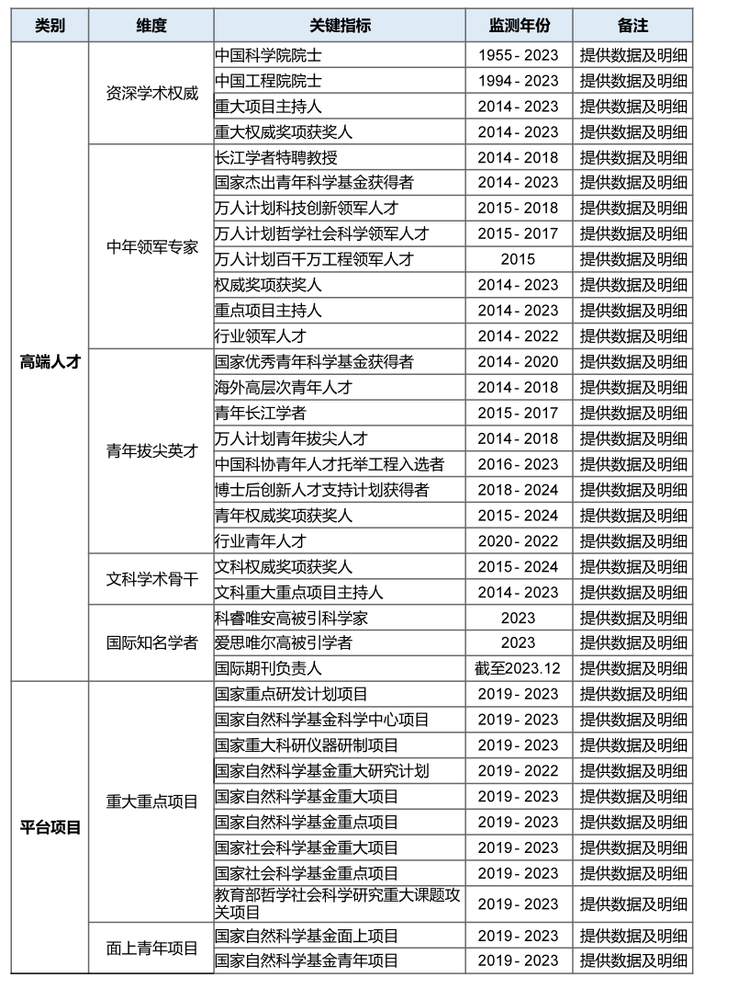 类别 维度 关键指标 监测年份 备注
高端人才
资深学术权威
中国科学院院士 1955 - 2023 提供数据及明细
中国工程院院士 1994 - 2023 提供数据及明细
重大项目主持人 2014 - 2023 提供数据及明细
重大权威奖项获奖人 2014 - 2023 提供数据及明细
中年领军专家
长江学者特聘教授 2014 - 2018 提供数据及明细
国家杰出青年科学基金获得者 2014 - 2023 提供数据及明细
万人计划科技创新领军人才 2015 - 2018 提供数据及明细
万人计划哲学社会科学领军人才 2015 - 2017 提供数据及明细
万人计划百千万工程领军人才 2015 提供数据及明细
权威奖项获奖人 2014 - 2023 提供数据及明细
重点项目主持人 2014 - 2023 提供数据及明细
行业领军人才 2014 - 2022 提供数据及明细
青年拔尖英才
国家优秀青年科学基金获得者 2014 - 2020 提供数据及明细
海外高层次青年人才 2014 - 2018 提供数据及明细
青年长江学者 2015 - 2017 提供数据及明细
万人计划青年拔尖人才 2014 - 2018 提供数据及明细
中国科协青年人才托举工程入选者 2016 - 2023 提供数据及明细
博士后创新人才支持计划获得者 2018 - 2024 提供数据及明细
青年权威奖项获奖人 2015 - 2024 提供数据及明细
行业青年人才 2020 - 2022 提供数据及明细
文科学术骨干
文科权威奖项获奖人 2015 - 2024 提供数据及明细
文科重大重点项目主持人 2014 - 2023 提供数据及明细
国际知名学者
科睿唯安高被引科学家 2023 提供数据及明细
爱思唯尔高被引学者 2023 提供数据及明细
国际期刊负责人 截至2023.12 提供数据及明细
平台项目
重大重点项目
国家重点研发计划项目 2019 - 2023 提供数据及明细
国家自然科学基金科学中心项目 2019 - 2023 提供数据及明细
国家重大科研仪器研制项目 2019 - 2023 提供数据及明细
国家自然科学基金重大研究计划 2019 - 2022 提供数据及明细
国家自然科学基金重大项目 2019 - 2023 提供数据及明细
国家自然科学基金重点项目 2019 - 2023 提供数据及明细
国家社会科学基金重大项目 2019 - 2023 提供数据及明细
国家社会科学基金重点项目 2019 - 2023 提供数据及明细
教育部哲学社会科学研究重大课题攻
关项目 2019 - 2023 提供数据及明细
面上青年项目
国家自然科学基金面上项目 2019 - 2023 提供数据及明细
国家自然科学基金青年项目 2019 - 2023 提供数据及明细